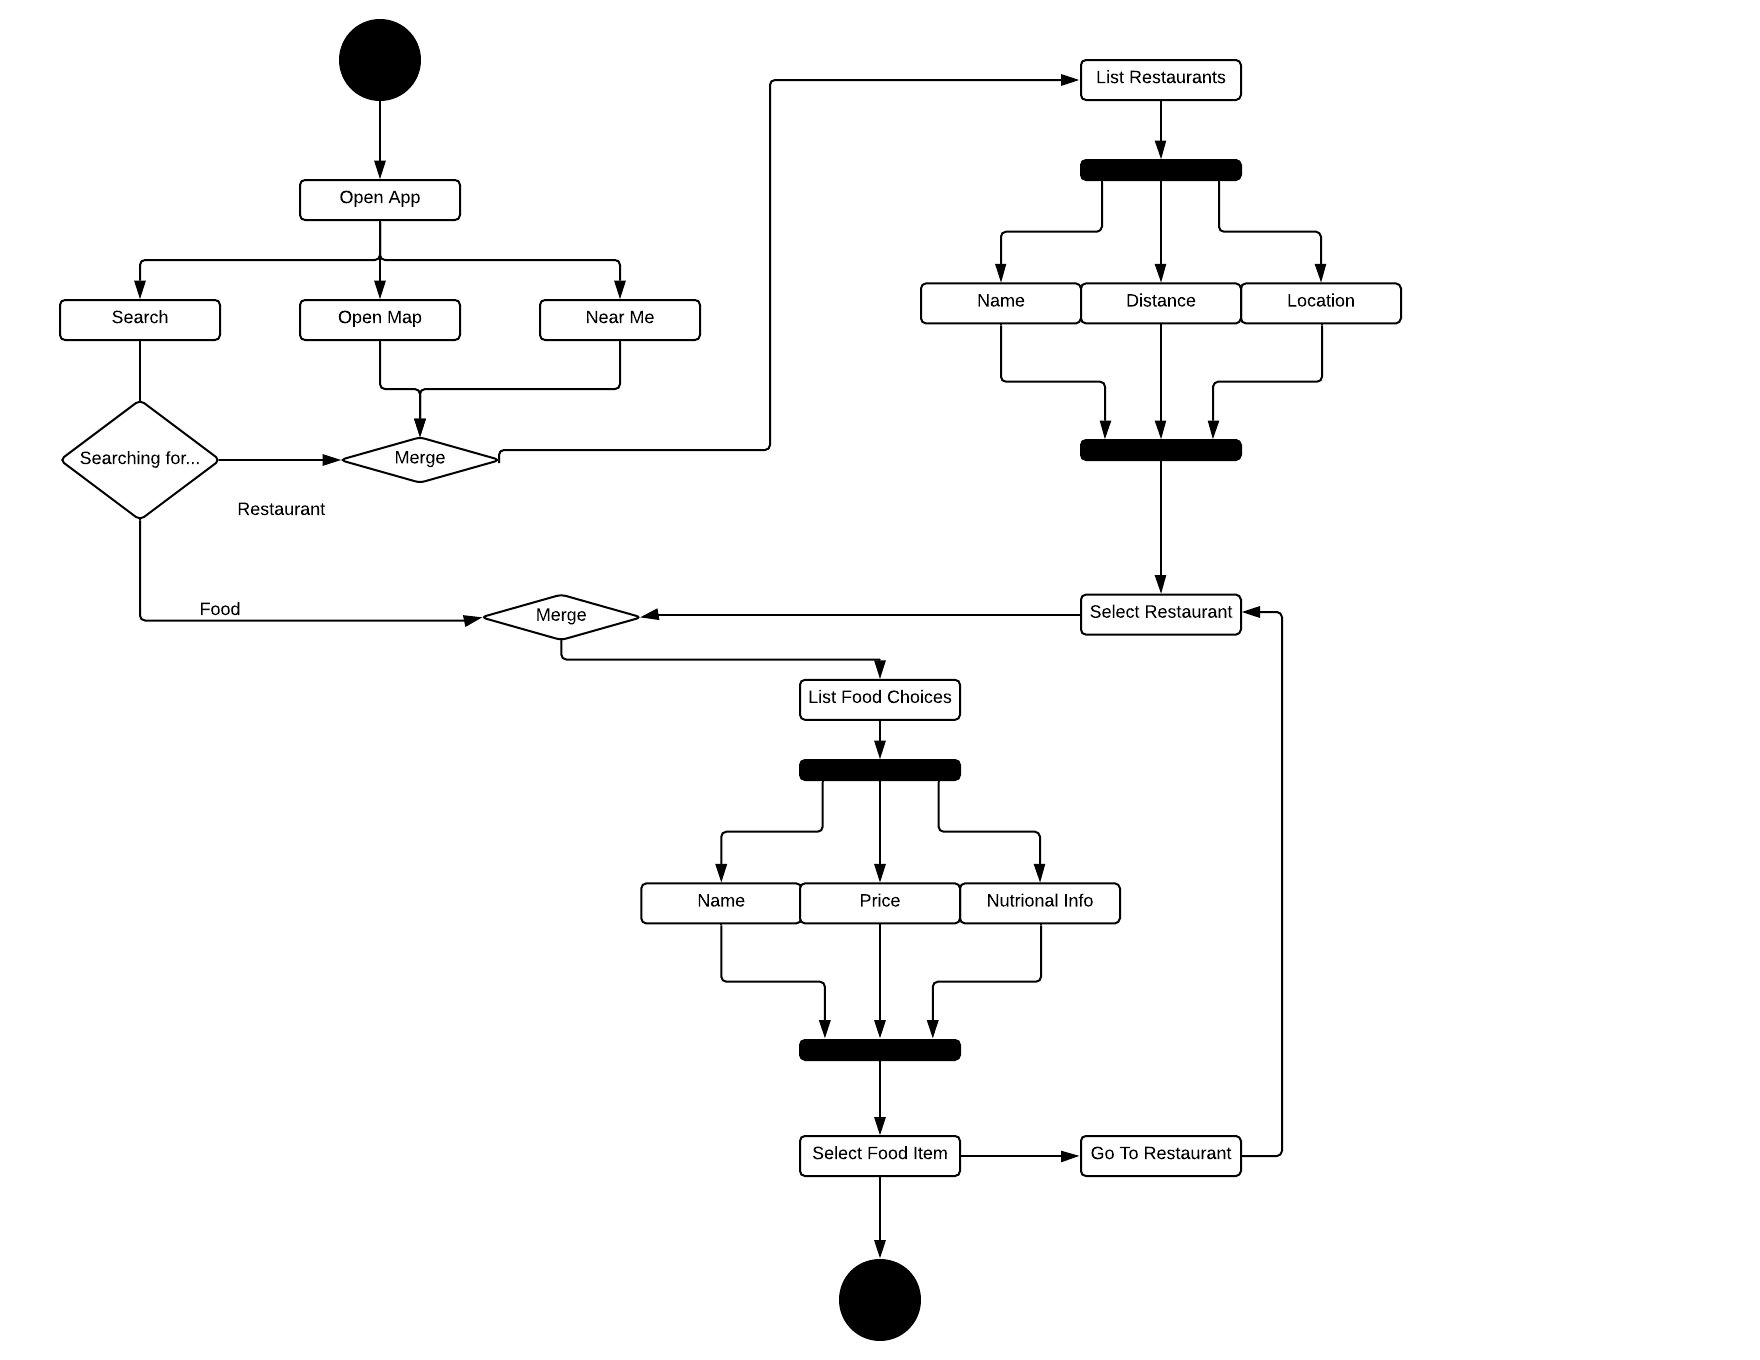 List Restaurants
Open App
Search
Open Map
Near Me
Name
Distance
Location
Searching for...
Merge
Restaurant
Food
Merge
Select Restaurant
List Food Choices
Name
Price
Nutrional Info
Select Food Item
Go To Restaurant